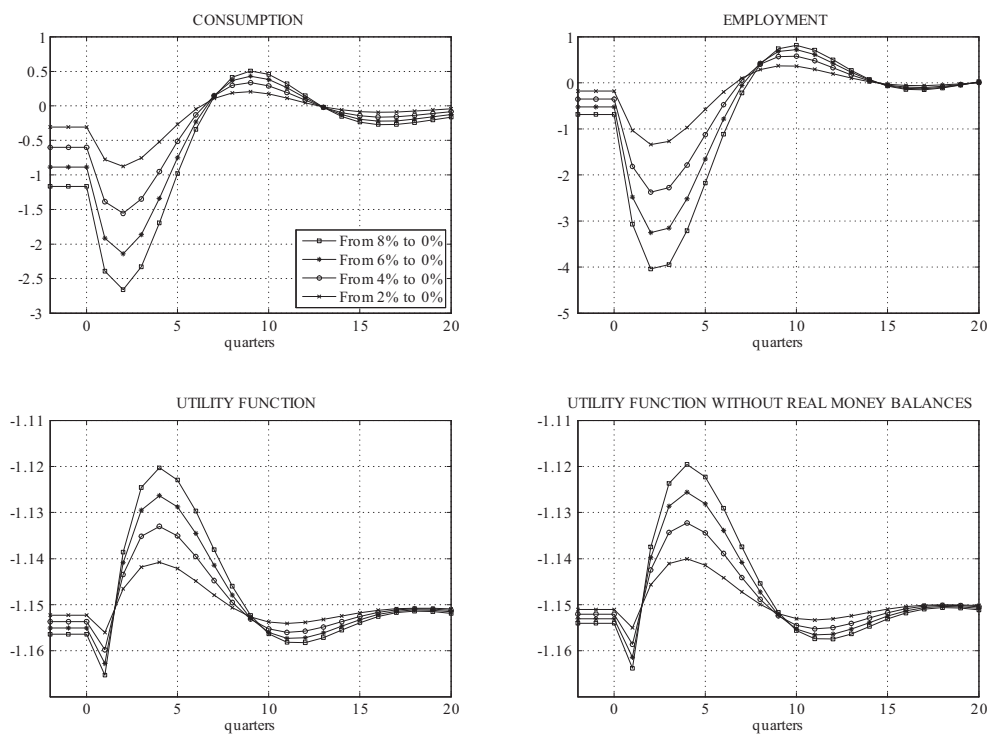 CONSUMPTION
1
0.5
0
-0.5
-1
-1.5
-2
-2.5
-3
0 5 10 15 20
quarters
From 8% to 0%
From 6% to 0%
From 4% to 0%
From 2% to 0%
EMPLOYMENT
1
0
-1
-2
-3
-4
-5
0 5 10 15 20
quarters
UTILITY FUNCTION
-1.11
-1.12
-1.13
-1.14
-1.15
-1.16
0 5 10 15 20
quarters
UTILITY FUNCTION WITHOUT REAL MONEY BALANCES
-1.11
-1.12
-1.13
-1.14
-1.15
-1.16
0 5 10 15 20
quarters